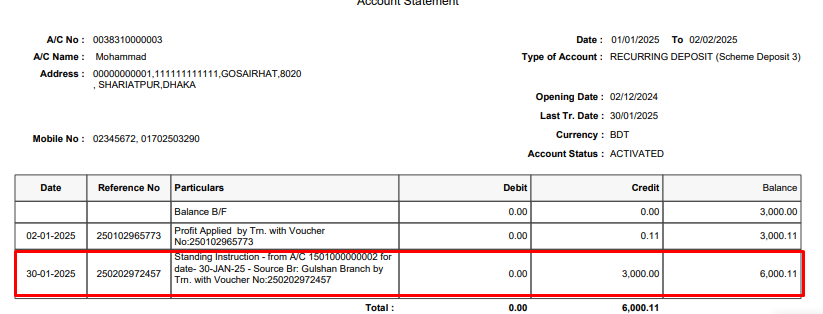 Account Statement
A/C No : 0038310000003
Date : 01/01/2025 To 02/02/2025
A/C Name : Mohammad
Type of Account : RECURRING DEPOSIT (Scheme Deposit 3)
Address : 00000000001,111111111111,GOSAIRHAT,8020
, SHARIATPUR,DHAKA
Opening Date : 02/12/2024
Last Tr. Date : 30/01/2025
Mobile No : 02345672, 01702503290
Currency : BDT
Account Status : ACTIVATED
Date Reference No Particulars Debit Credit Balance
Balance B/F 0.00 0.00 3,000.00
02-01-2025 250102965773 Profit Applied by Trn. with Voucher 0.00 0.11 3,000.11
No:250102965773
Standing Instruction - from A/C 1501000000002 for
30-01-2025 250202972457 date- 30-JAN-25 - Source Br: Gulshan Branch by 0.00 3,000.00 6,000.11
Trn. with Voucher No:250202972457
Total : 0.00 6,000.11